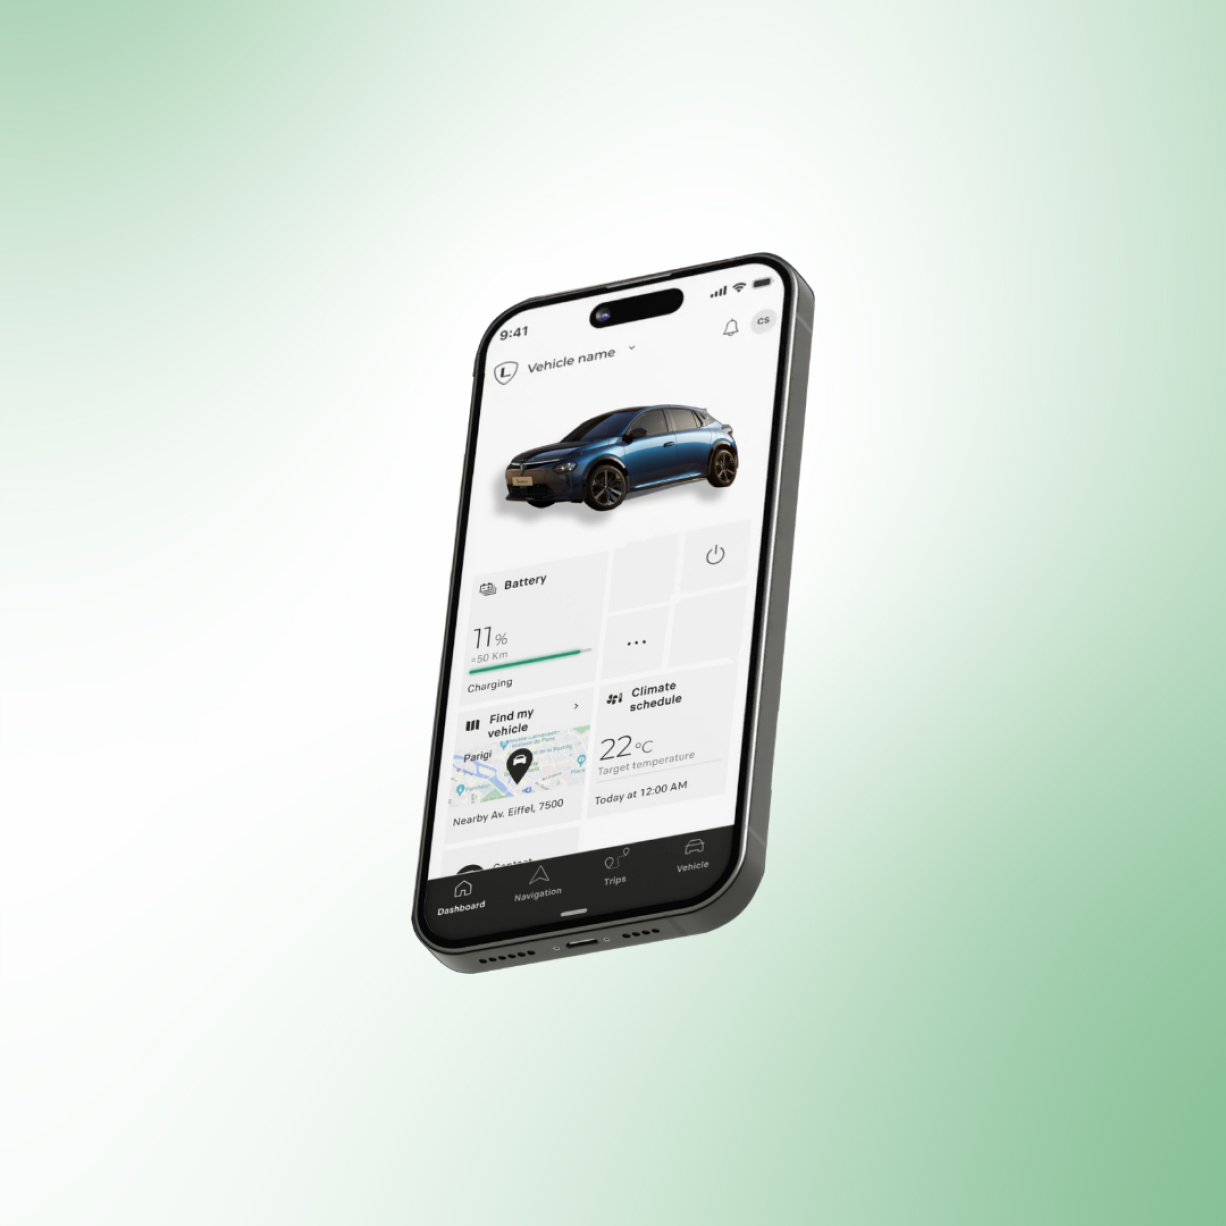 9:41
CS
L
Vehicle name
Battery
11%
≈50 Km
Charging
Find my
vehicle
Parigi
Nearby Av. Eiffel, 7500
Climate
schedule
22°C
Target temperature
Today at 12:00 AM
Dashboard
Navigation
Trips
Vehicle